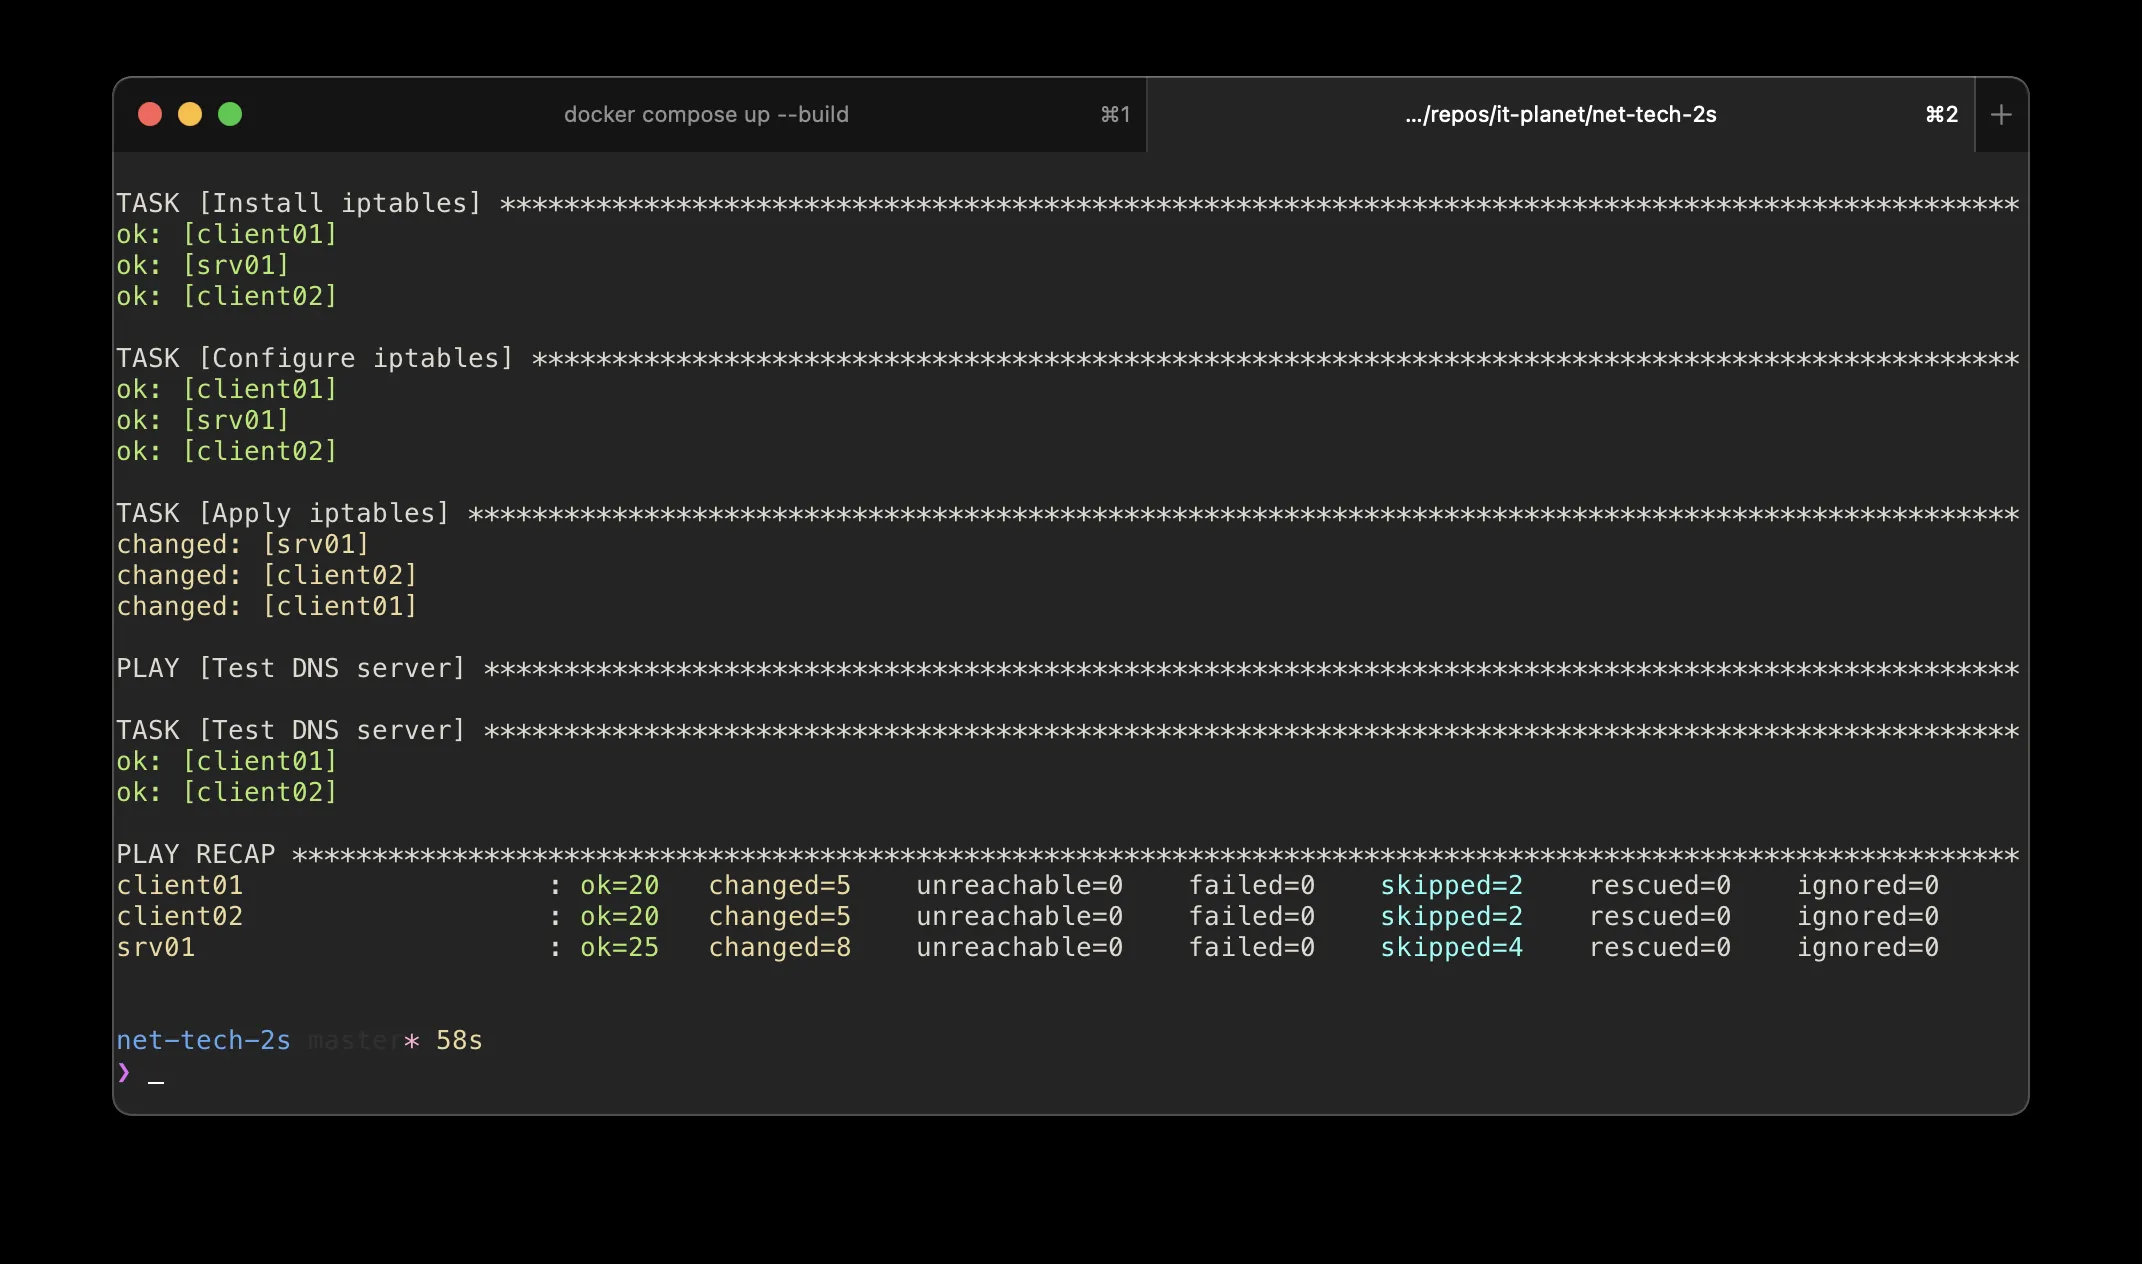 docker compose up --build ⌘1 .../repos/it-planet/net-tech-2s ⌘2 +
TASK [Install iptables] ***********************************************************************************************
ok: [client01]
ok: [srv01]
ok: [client02]
TASK [Configure iptables] *********************************************************************************************
ok: [client01]
ok: [srv01]
ok: [client02]
TASK [Apply iptables] *************************************************************************************************
changed: [srv01]
changed: [client02]
changed: [client01]
PLAY [Test DNS server] ************************************************************************************************
TASK [Test DNS server] ************************************************************************************************
ok: [client01]
ok: [client02]
PLAY RECAP ************************************************************************************************************
client01 : ok=20 changed=5 unreachable=0 failed=0 skipped=2 rescued=0 ignored=0
client02 : ok=20 changed=5 unreachable=0 failed=0 skipped=2 rescued=0 ignored=0
srv01 : ok=25 changed=8 unreachable=0 failed=0 skipped=4 rescued=0 ignored=0
net-tech-2s master* 58s
❯ _